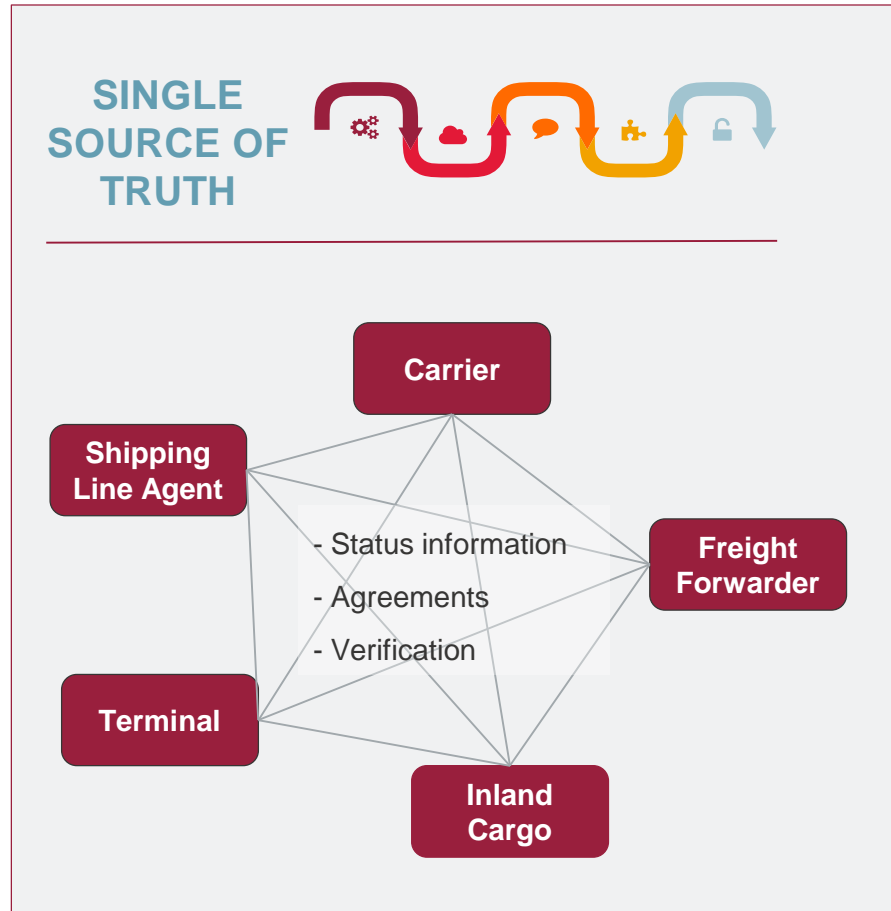 SINGLE
SOURCE OF
TRUTH
Carrier
Shipping
Line Agent
- Status information
- Agreements
- Verification
Freight
Forwarder
Terminal
Inland
Cargo